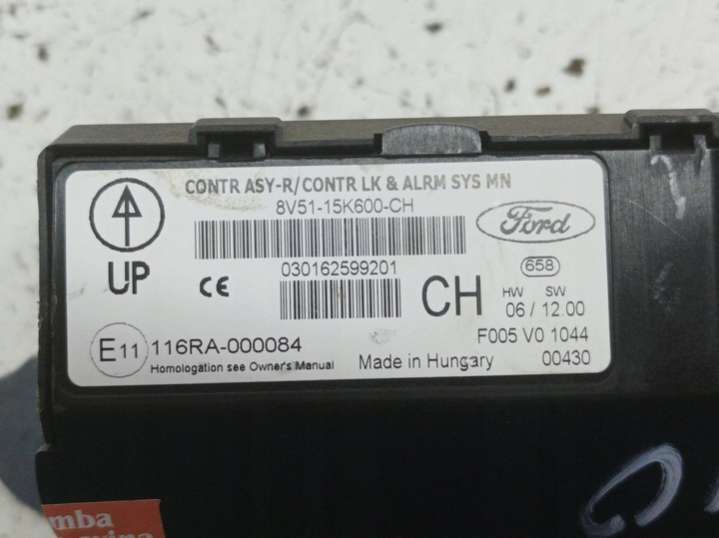 CONTR ASY-R/CONTR LK & ALRM SYS MN
8V51-15K600-CH
Ford
UP
CE
030162599201
CH
658
HW SW
06 / 12.00
E11 116RA-000084
F005 V0 1044
Homologation see Owner's Manual
Made in Hungary
00430
mba